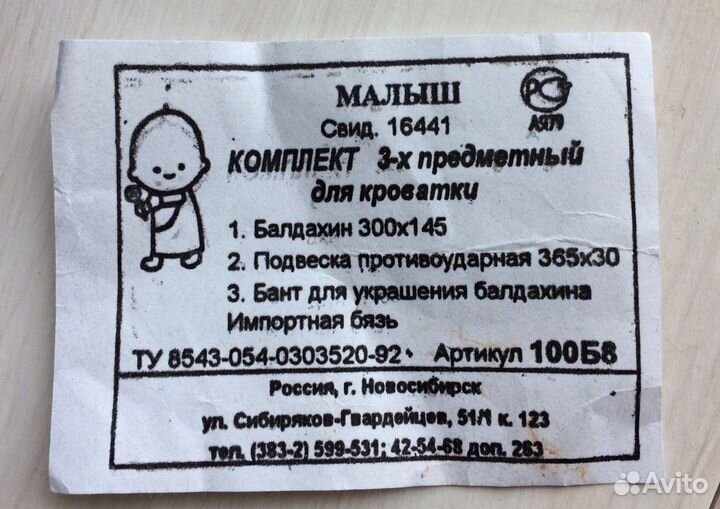 МАЛЫШ
РСТ
Свид. 16441
АЯ79
КОМПЛЕКТ 3-х предметный
для кроватки
1. Балдахин 300х145
2. Подвеска противоударная 365х30
3. Бант для украшения балдахина
Импортная бязь
ТУ 8543-054-0303520-92 Артикул 100Б8
Россия, г. Новосибирск
ул. Сибиряков-Гвардейцев, 51/1 к. 123
тел. (383-2) 599-531; 42-54-68 доп. 263
Avito